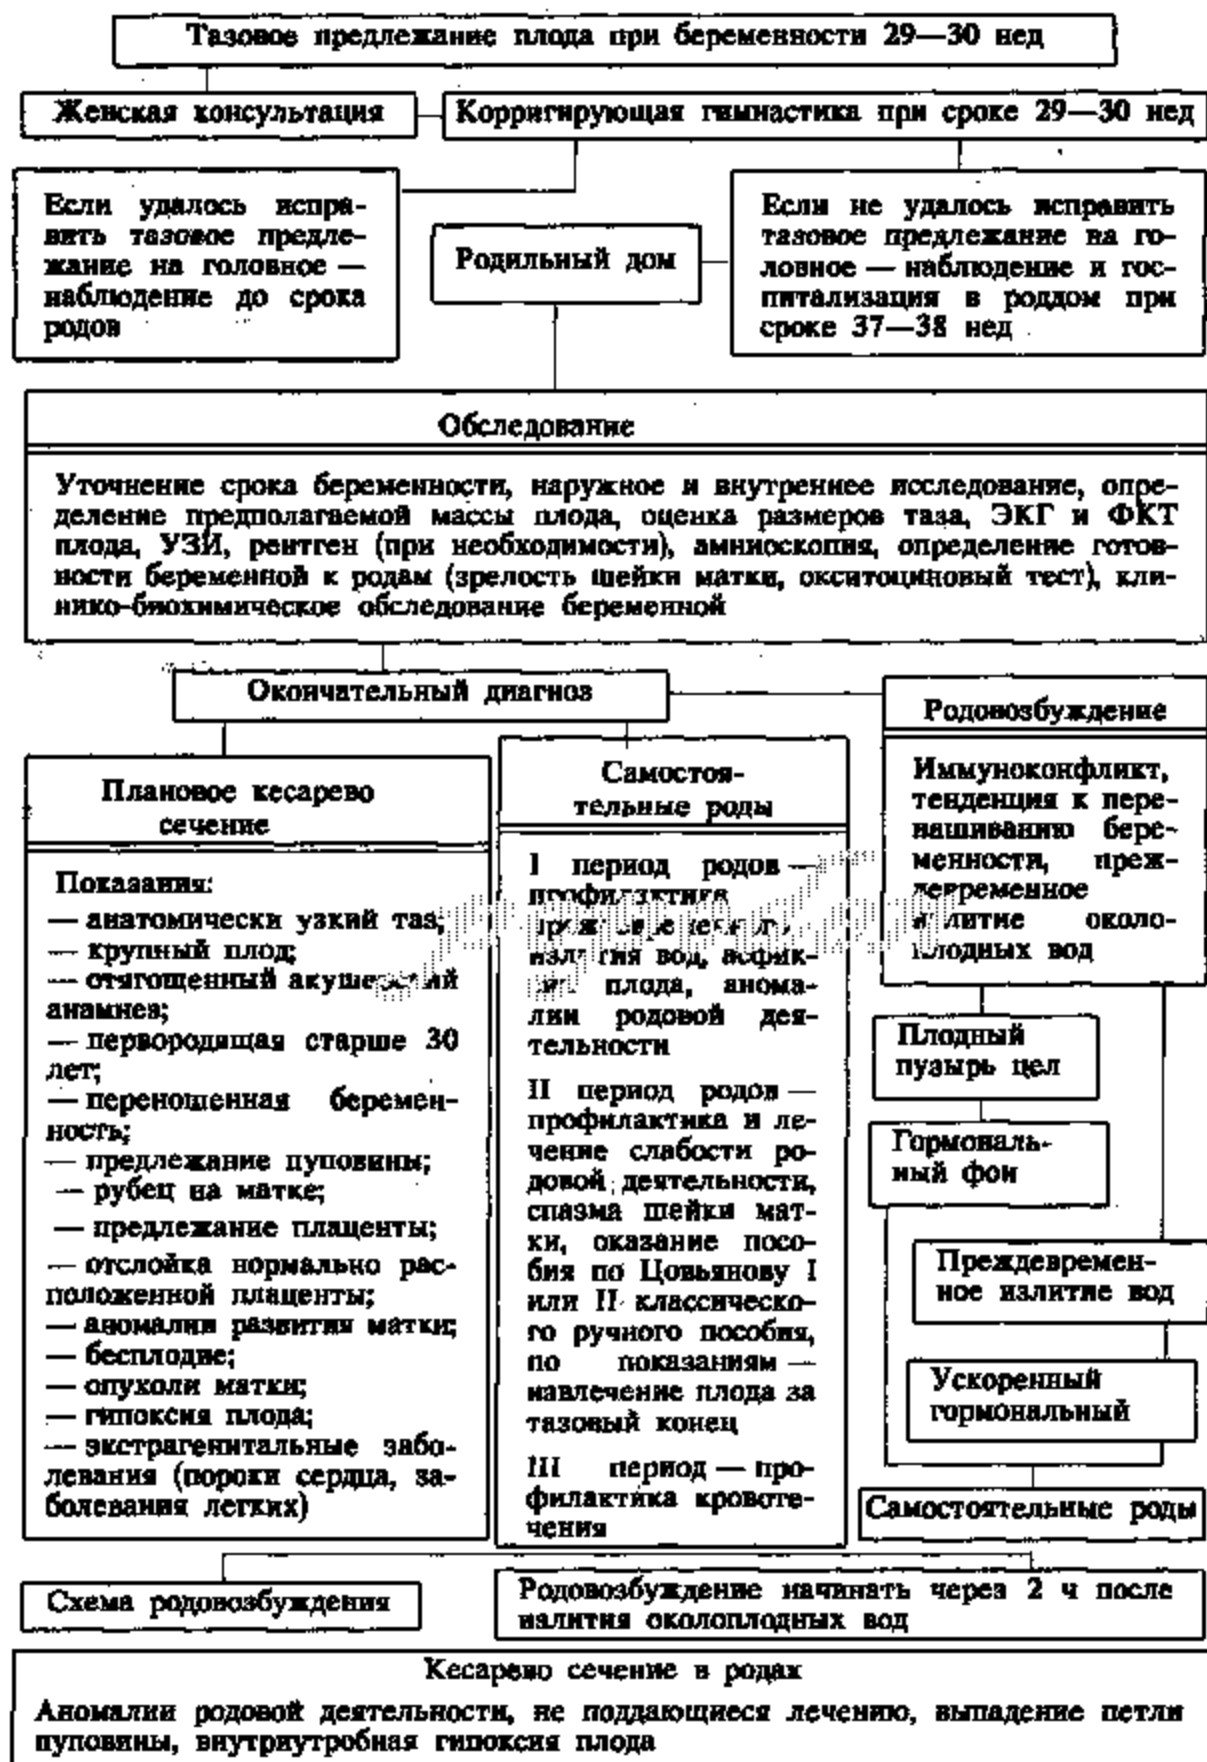 Тазовое предлежание плода при беременности 29—30 нед
Женская консультация
Корригирующая гимнастика при сроке 29—30 нед
Если удалось испра-
вить тазовое предле-
жание на головное —
наблюдение до срока
родов
Родильный дом
Если не удалось исправить
тазовое предлежание на го-
ловное — наблюдение и гос-
питализация в роддом при
сроке 37—38 нед
Обследование
Уточнение срока беременности, наружное и внутреннее исследование, опре-
деление предполагаемой массы плода, оценка размеров таза, ЭКГ и ФКТ
плода, УЗИ, рентген (при необходимости), амниоскопия, определение готов-
ности беременной к родам (зрелость шейки матки, окситоциновый тест), кли-
нико-биохимическое обследование беременной
Окончательный диагноз
Плановое кесарево
сечение
Показания:
— анатомически узкий таз;
— крупный плод;
— отягощенный акушерский
анамнез;
— первородящая старше 30
лет;
— переношенная беремен-
ность;
— предлежание пуповины;
— рубец на матке;
— предлежание плаценты;
— отслойка нормально рас-
положенной плаценты;
— аномалии развития матки;
— бесплодие;
— опухоли матки;
— гипоксия плода;
— экстрагенитальные забо-
левания (пороки сердца, за-
болевания легких)
Самостоя-
тельные роды
I период родов —
профилактика
преждевременного
излития вод, асфик-
сии плода, анома-
лии родовой дея-
тельности
II период родов —
профилактика и ле-
чение слабости ро-
довой деятельности,
спазма шейки мат-
ки, оказание посо-
бия по Цовьянову I
или II классическо-
го ручного пособия,
по показаниям —
извлечение плода за
тазовый конец
III период — про-
филактика кровоте-
чения
Родовозбуждение
Иммуноконфликт,
тенденция к пере-
нашиванию бере-
менности, преж-
девременное
излитие около-
плодных вод
Плодный
пузырь цел
Гормональ-
ный фон
Преждевремен-
ное излитие вод
Ускоренный
гормональный
Самостоятельные роды
Схема родовозбуждения
Родовозбуждение начинать через 2 ч после
излития околоплодных вод
Кесарево сечение в родах
Аномалии родовой деятельности, не поддающиеся лечению, выпадение петли
пуповины, внутриутробная гипоксия плода